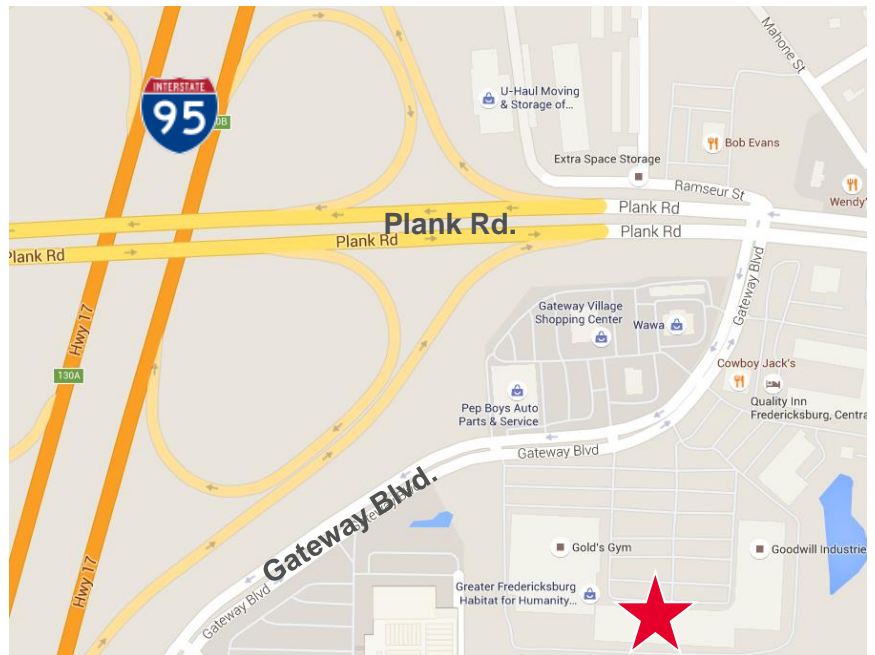 Mahone St
INTERSTATE
95
0B
U-Haul Moving
& Storage of...
Bob Evans
Extra Space Storage
Ramseur St
Wendy'
Plank Rd
Plank Rd.
Plank Rd
Plank Rd
Plank Rd
Gateway Blvd
Gateway Village
Shopping Center
Wawa
Hwy 17
130A
Cowboy Jack's
Quality Inn
Fredericksburg, Centra
Pep Boys Auto
Parts & Service
Gateway Blvd
Gateway Blvd.
Gold's Gym
Goodwill Industrie
Hwy 17
Greater Fredericksburg
Habitat for Humanity...
Gateway Blvd